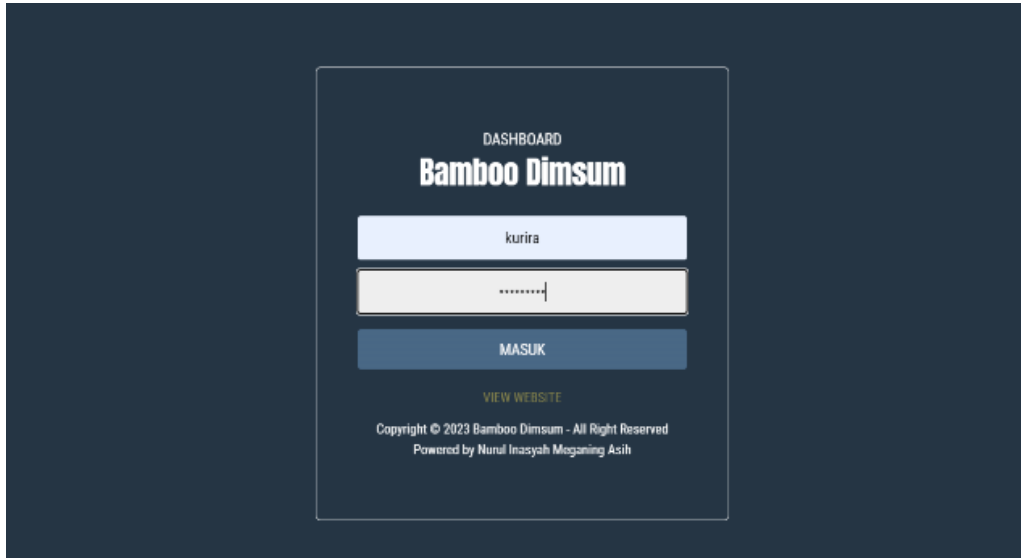 DASHBOARD
Bamboo Dimsum
kurira
MASUK
VIEW WEBSITE
Copyright © 2023 Bamboo Dimsum - All Right Reserved
Powered by Nurul Inasyah Meganing Asih